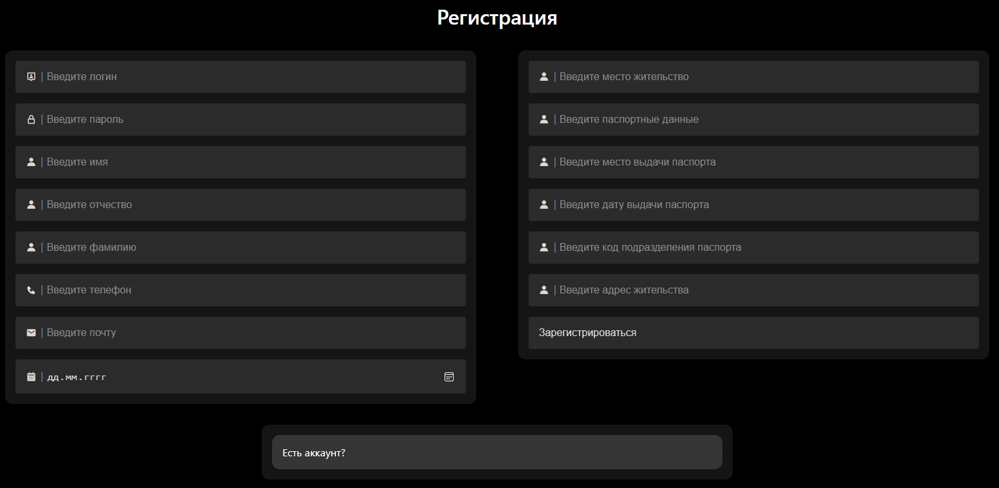 Регистрация
Введите логин
Введите пароль
Введите имя
Введите отчество
Введите фамилию
Введите телефон
Введите почту
дд.мм.гггг
Введите место жительство
Введите паспортные данные
Введите место выдачи паспорта
Введите дату выдачи паспорта
Введите код подразделения паспорта
Введите адрес жительства
Зарегистрироваться
Есть аккаунт?